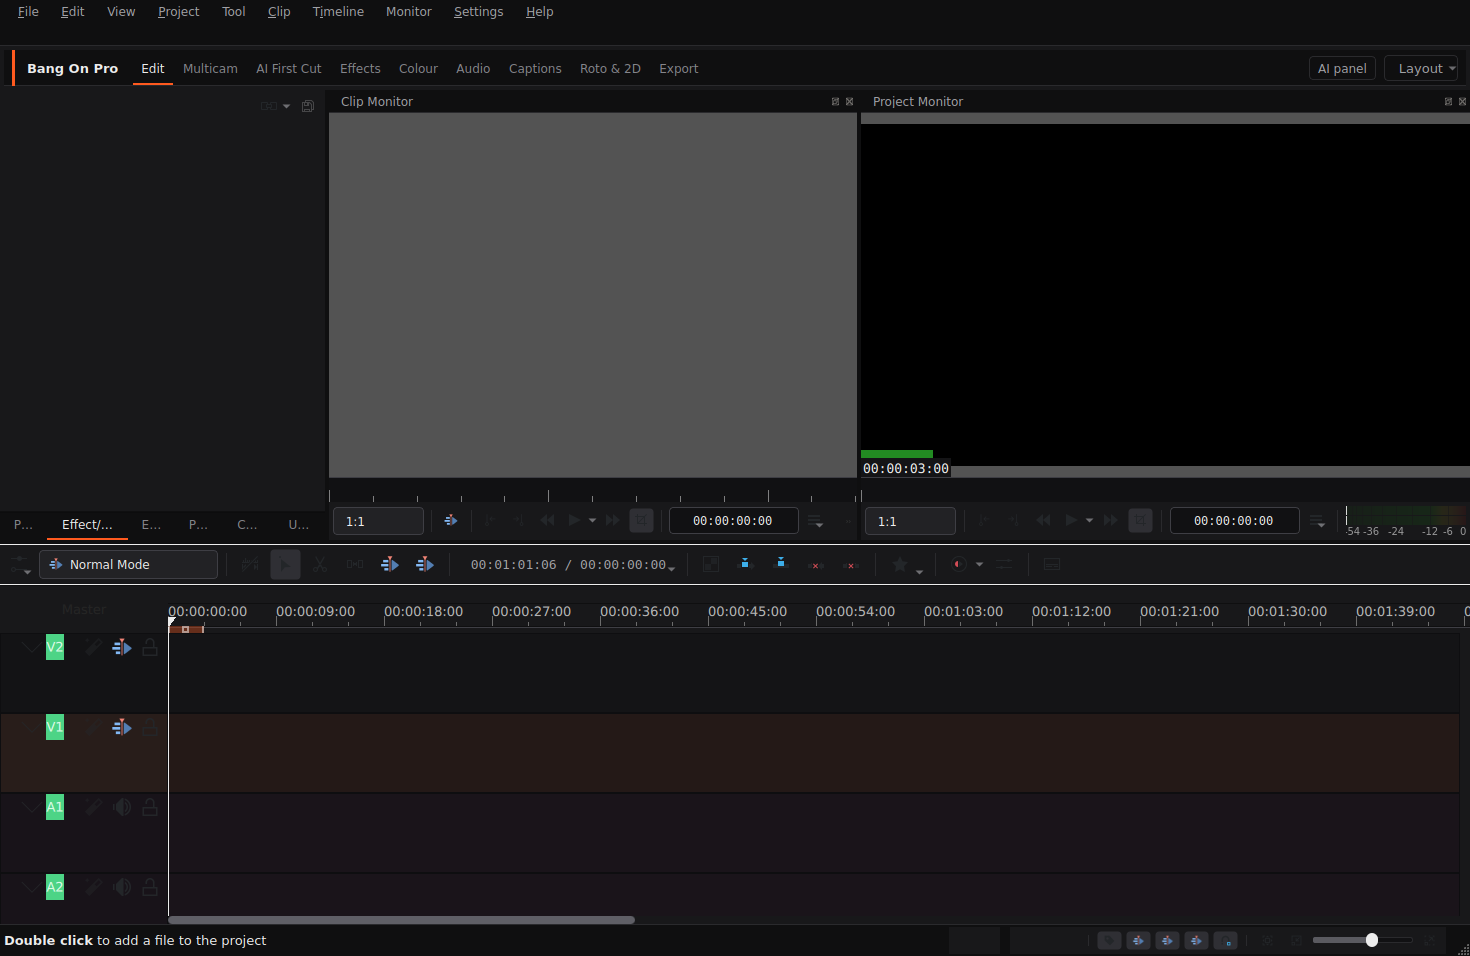 File Edit View Project Tool Clip Timeline Monitor Settings Help
Bang On Pro Edit Multicam AI First Cut Effects Colour Audio Captions Roto & 2D Export AI panel Layout
Clip Monitor Project Monitor
00:00:03:00
P... Effect/... E... P... C... U... 1:1 00:00:00:00 1:1 00:00:00:00
-54 -36 -24 -12 -6 0
Normal Mode 00:01:01:06 / 00:00:00:00
Master 00:00:00:00 00:00:09:00 00:00:18:00 00:00:27:00 00:00:36:00 00:00:45:00 00:00:54:00 00:01:03:00 00:01:12:00 00:01:21:00 00:01:30:00 00:01:39:00 0
V2
V1
A1
A2
Double click to add a file to the project